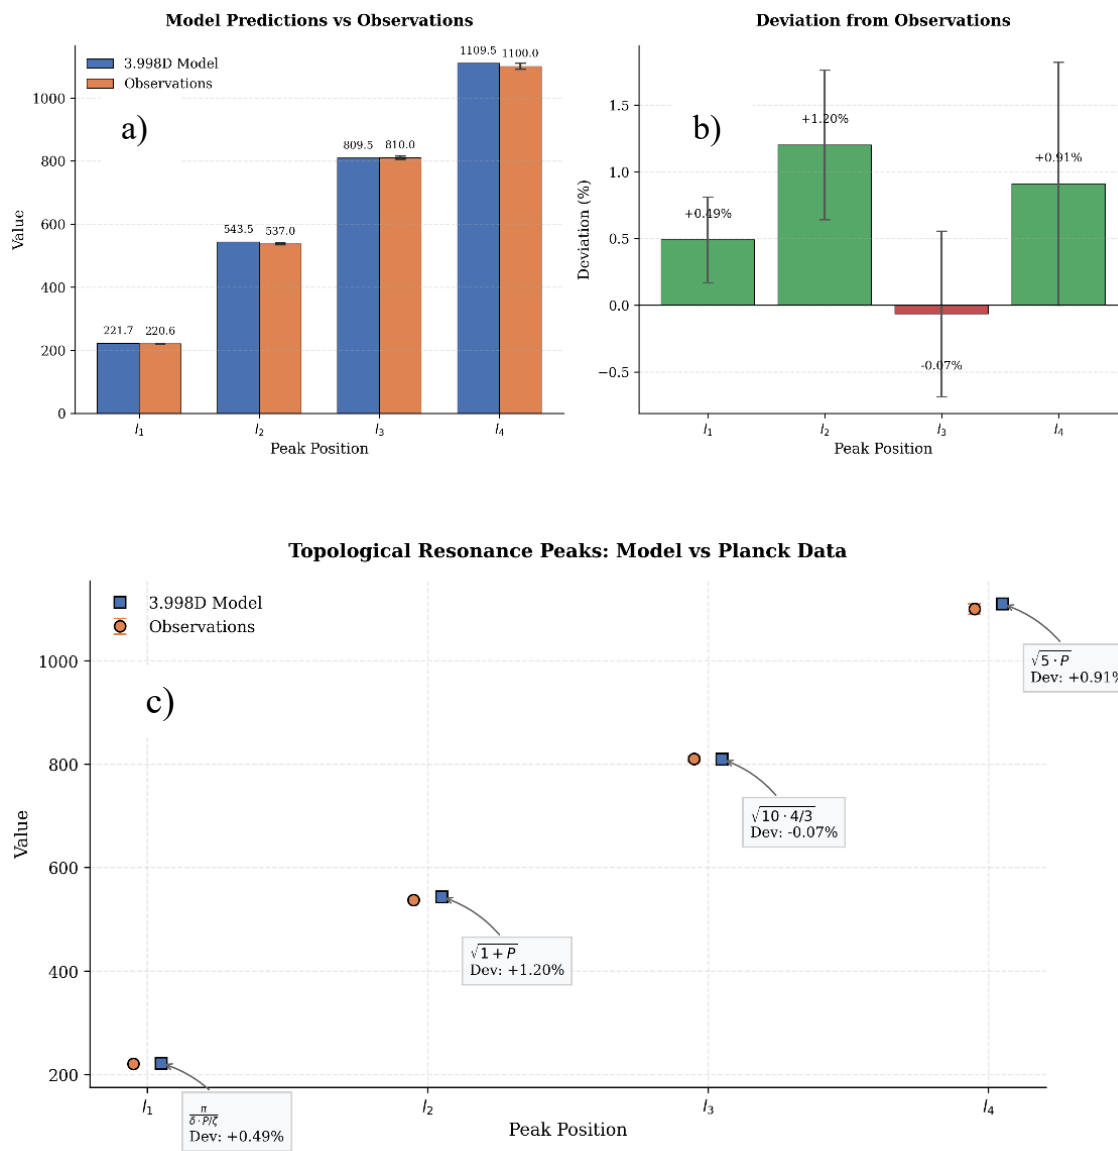 Model Predictions vs Observations
3.998D Model
Observations
a)
221.7 220.6
543.5 537.0
809.5 810.0
1109.5 1100.0
1000
800
600
400
200
0
Value
l1 l2 l3 l4
Peak Position
Deviation from Observations
b)
+0.49%
+1.20%
-0.07%
+0.91%
1.5
1.0
0.5
0.0
−0.5
Deviation (%)
l1 l2 l3 l4
Peak Position
Topological Resonance Peaks: Model vs Planck Data
3.998D Model
Observations
c)
1000
800
600
400
200
Value
π/(δ · P/ζ)
Dev: +0.49%
√(1 + P)
Dev: +1.20%
√(10 · 4/3)
Dev: -0.07%
√(5 · P)
Dev: +0.91%
l1 l2 l3 l4
Peak Position